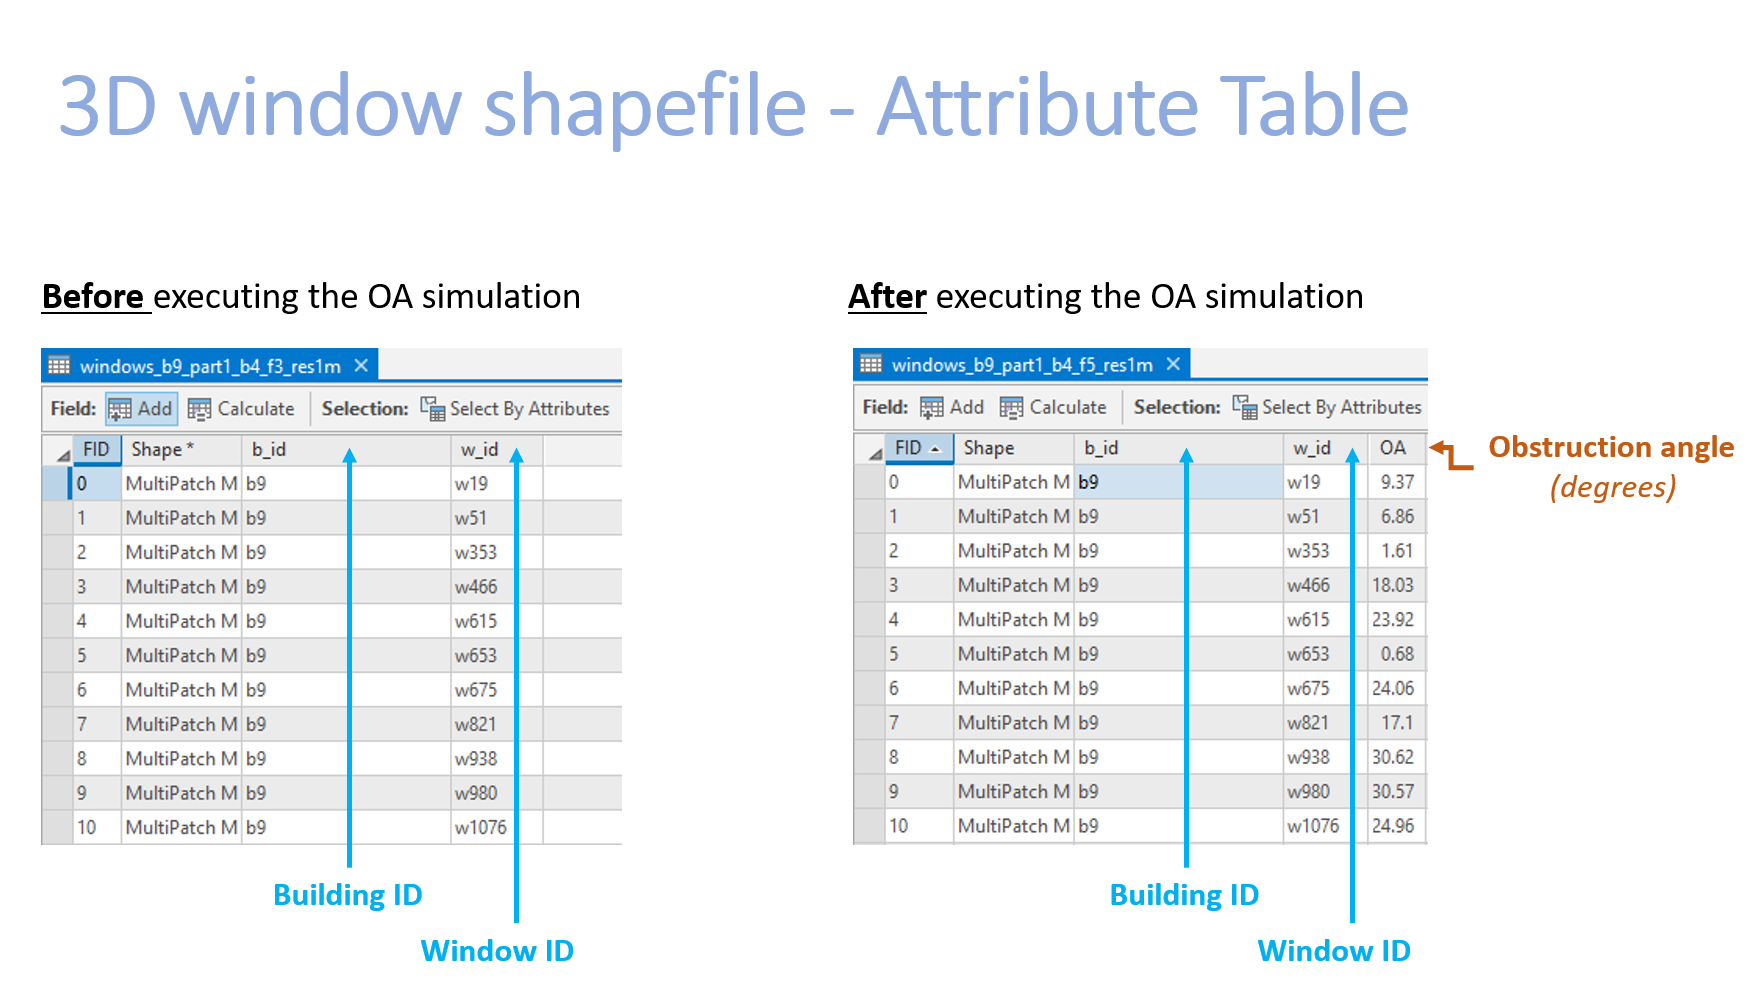 3D window shapefile - Attribute Table
Before executing the OA simulation
windows_b9_part1_b4_f3_res1m
Field: Add Calculate Selection: Select By Attributes
FID Shape * b_id w_id
0 MultiPatch M b9 w19
1 MultiPatch M b9 w51
2 MultiPatch M b9 w353
3 MultiPatch M b9 w466
4 MultiPatch M b9 w615
5 MultiPatch M b9 w653
6 MultiPatch M b9 w675
7 MultiPatch M b9 w821
8 MultiPatch M b9 w938
9 MultiPatch M b9 w980
10 MultiPatch M b9 w1076
Building ID
Window ID
After executing the OA simulation
windows_b9_part1_b4_f5_res1m
Field: Add Calculate Selection: Select By Attributes
FID Shape b_id w_id OA
0 MultiPatch M b9 w19 9.37
1 MultiPatch M b9 w51 6.86
2 MultiPatch M b9 w353 1.61
3 MultiPatch M b9 w466 18.03
4 MultiPatch M b9 w615 23.92
5 MultiPatch M b9 w653 0.68
6 MultiPatch M b9 w675 24.06
7 MultiPatch M b9 w821 17.1
8 MultiPatch M b9 w938 30.62
9 MultiPatch M b9 w980 30.57
10 MultiPatch M b9 w1076 24.96
Obstruction angle
(degrees)
Building ID
Window ID